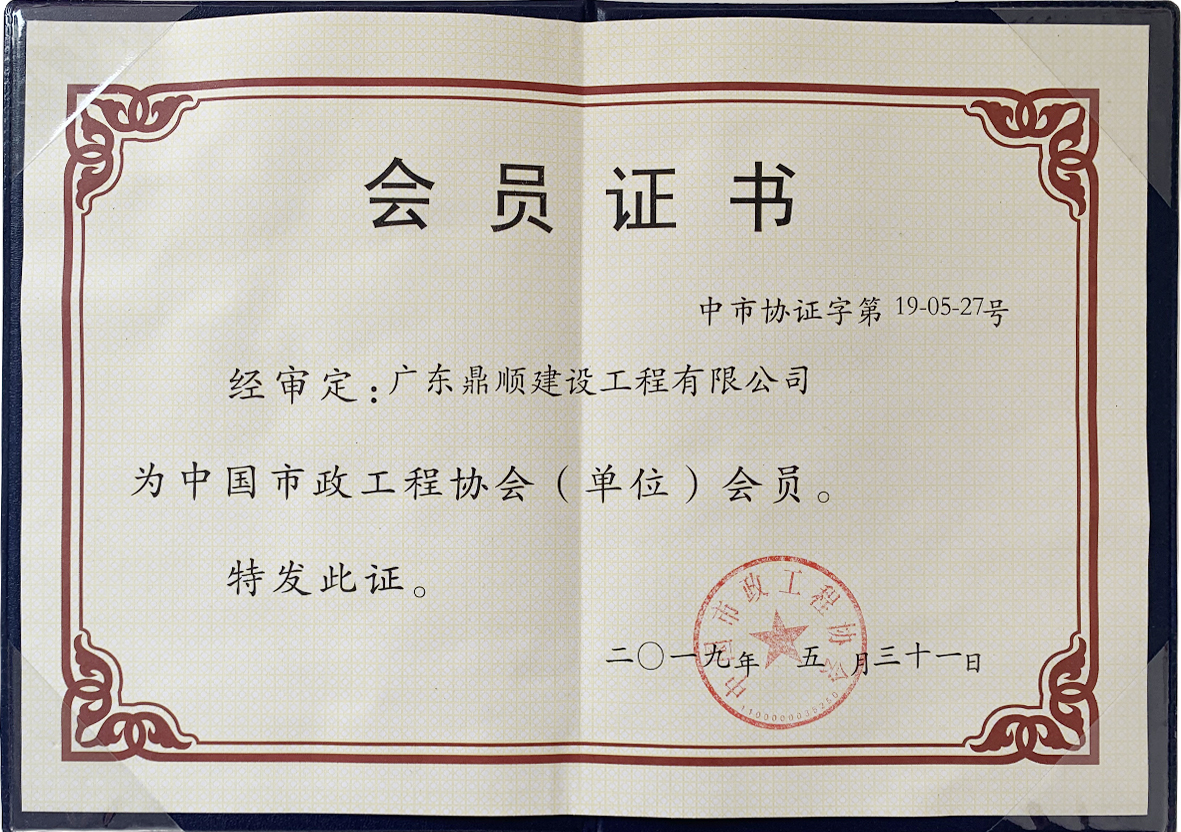 会员证书
中市协证字第 19-05-27号
经审定：广东鼎顺建设工程有限公司
为中国市政工程协会（单位）会员。
特发此证。
中国市政工程协会
二〇一九年 五 月三十一日